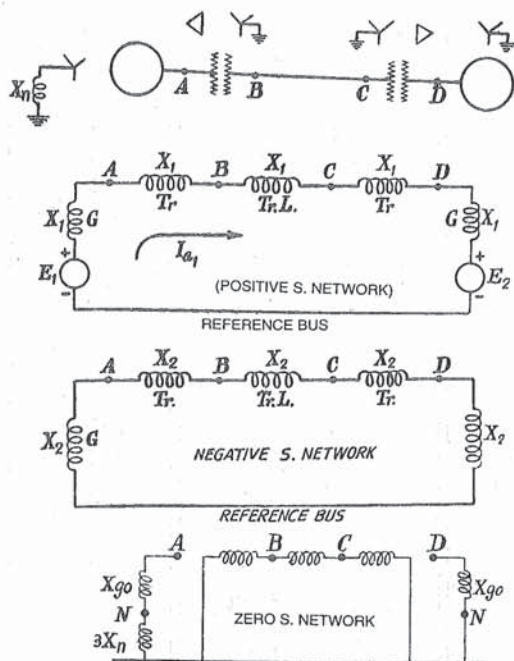 Xn
A B C D
A B C D
X1 X1 X1
Tr Tr.L. Tr
X1 G G X1
Ia1
E1 + - + - E2
(POSITIVE S. NETWORK)
REFERENCE BUS
A B C D
X2 X2 X2
Tr. Tr.L. Tr.
X2 G X2
NEGATIVE S. NETWORK
REFERENCE BUS
A B C D
Xgo Xgo
N N
ZERO S. NETWORK
3Xn